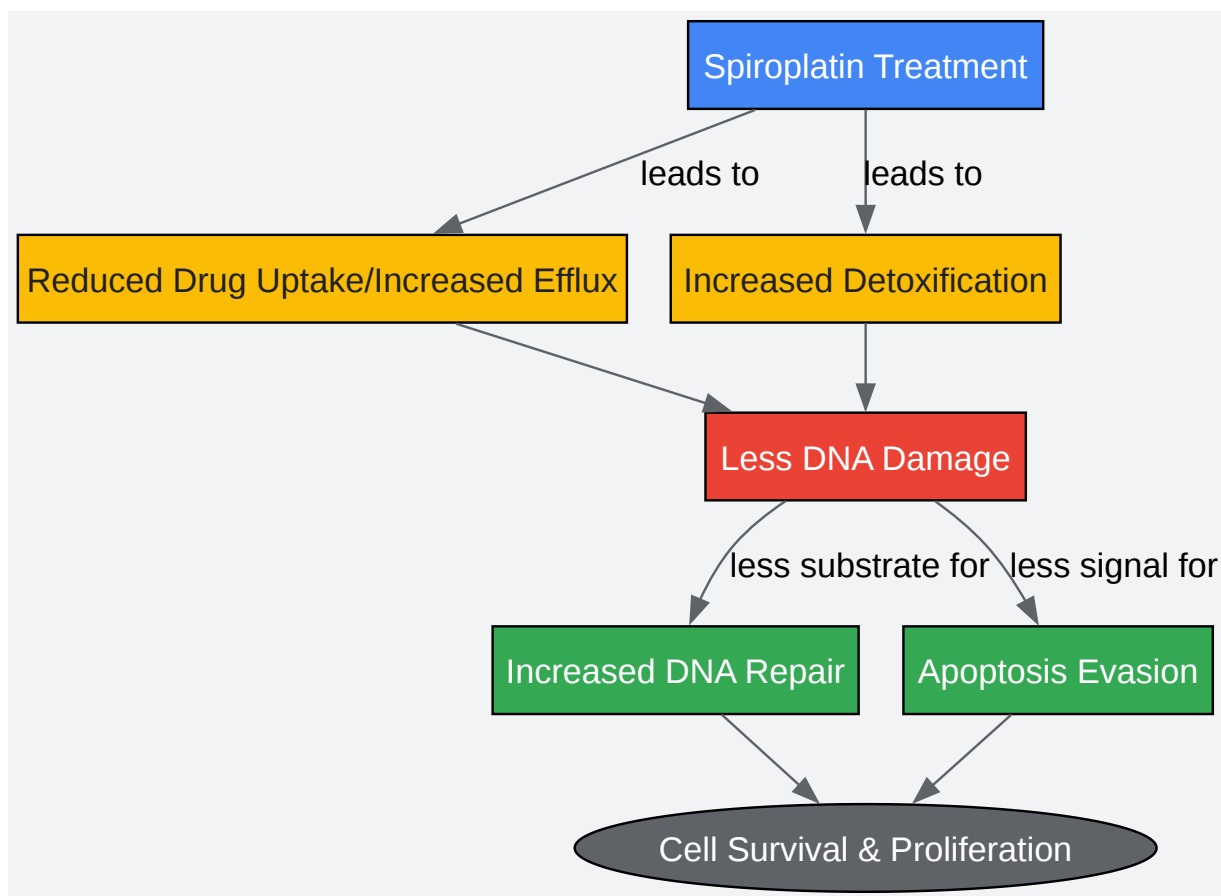 Spiroplatin Treatment
leads to
leads to
Reduced Drug Uptake/Increased Efflux
Increased Detoxification
Less DNA Damage
less substrate for
less signal for
Increased DNA Repair
Apoptosis Evasion
Cell Survival & Proliferation